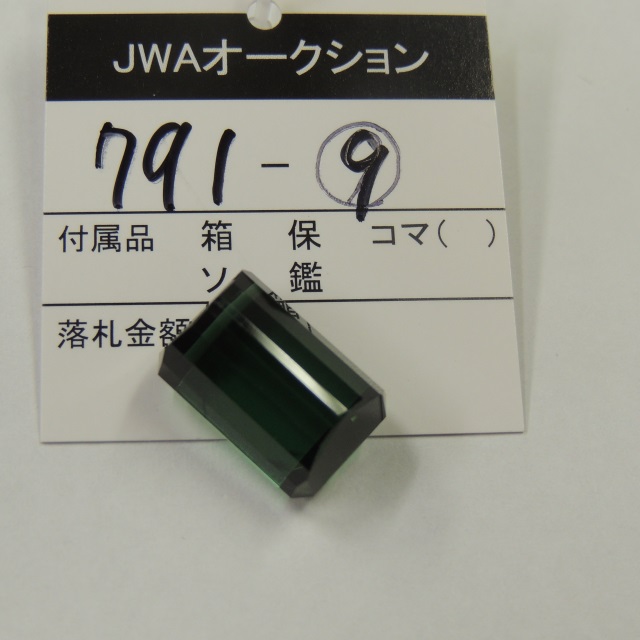 JWAオークション
791-⑨
付属品 箱 保 コマ( )
ソ 鑑
落札金額